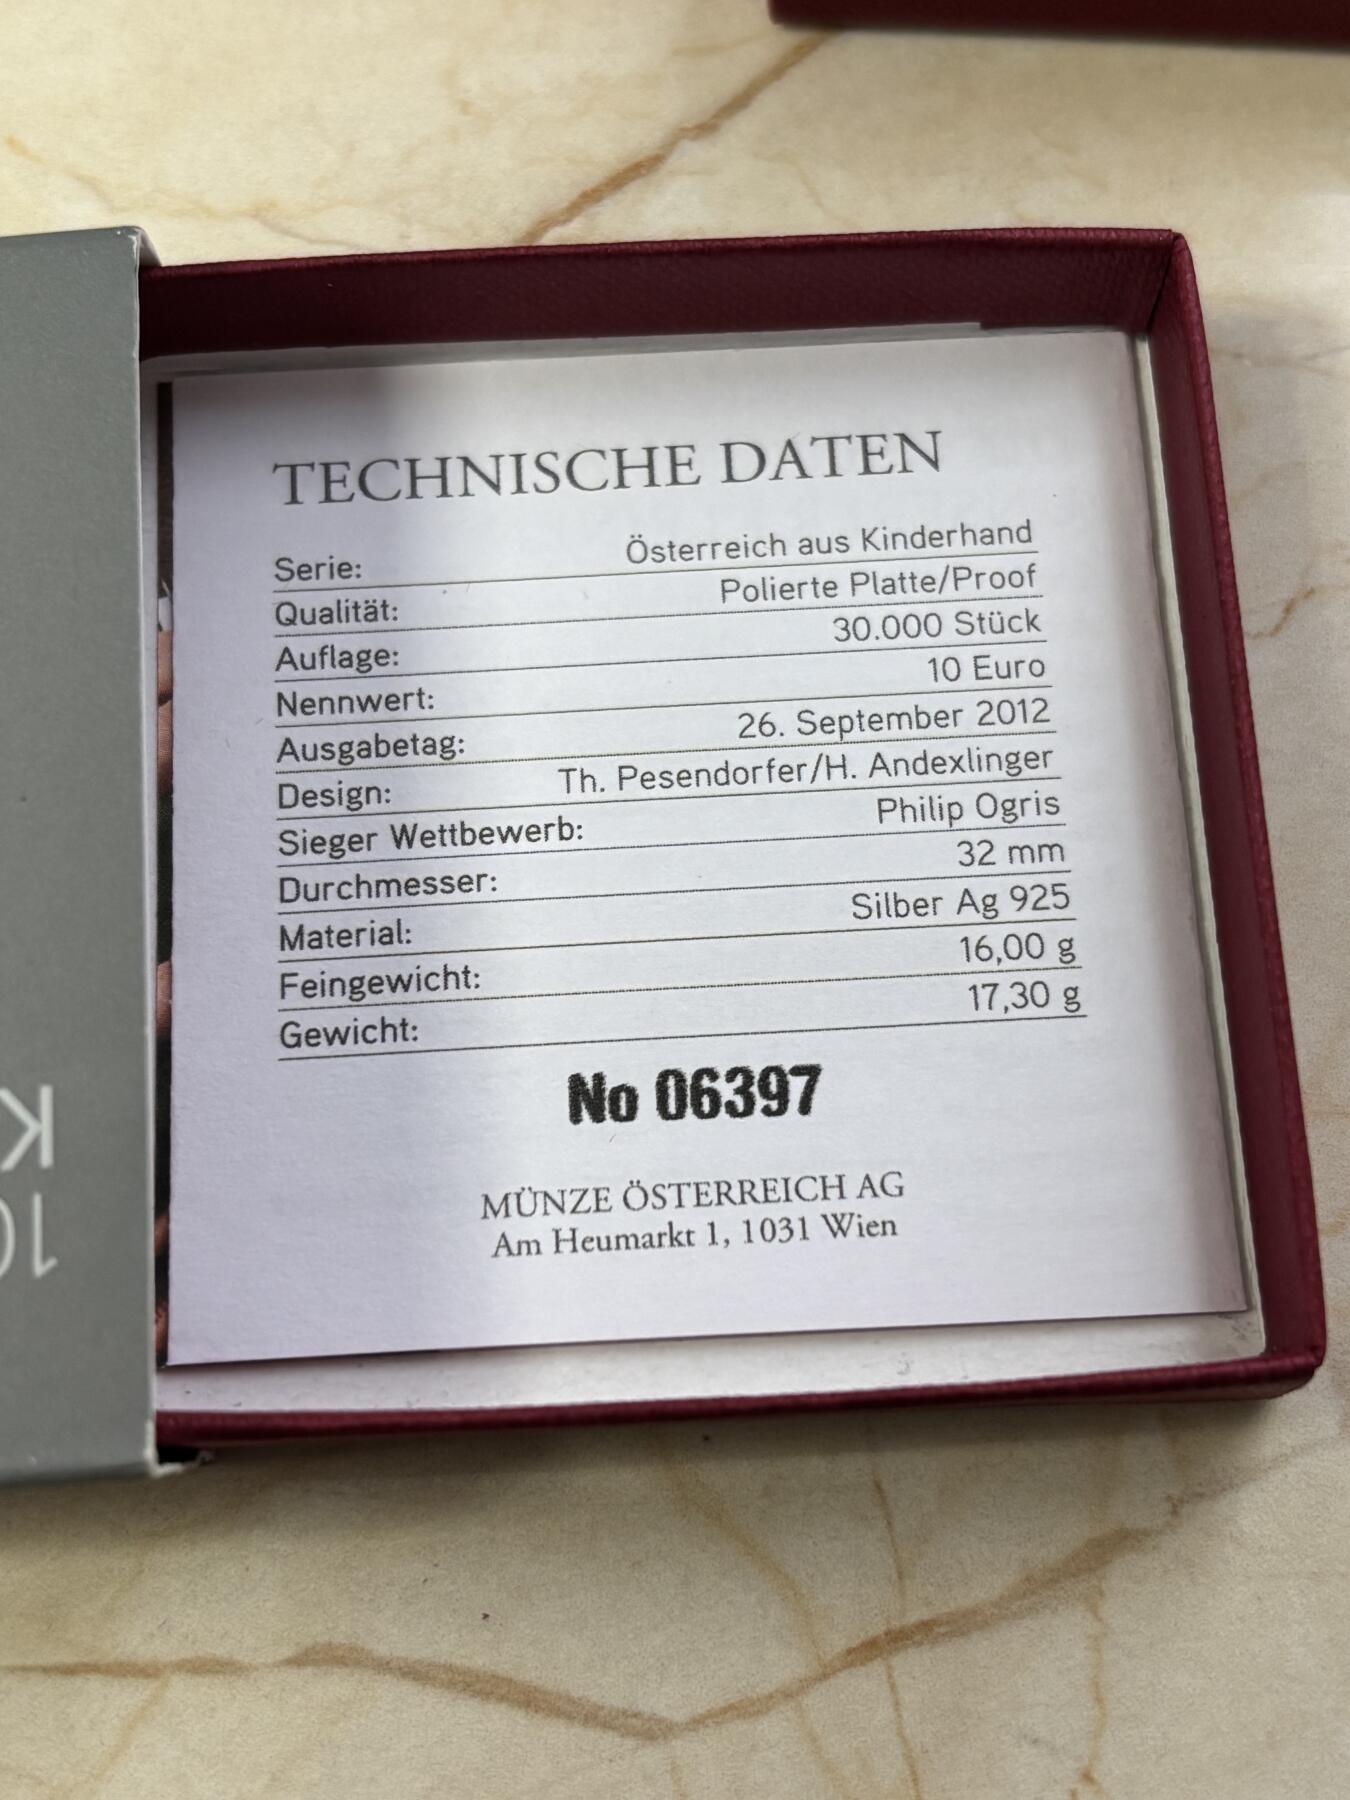 TECHNISCHE DATEN
Serie: Österreich aus Kinderhand
Qualität: Polierte Platte/Proof
Auflage: 30.000 Stück
Nennwert: 10 Euro
Ausgabetag: 26. September 2012
Design: Th. Pesendorfer/H. Andexlinger
Sieger Wettbewerb: Philip Ogris
Durchmesser: 32 mm
Material: Silber Ag 925
Feingewicht: 16,00 g
Gewicht: 17,30 g
No 06397
MÜNZE ÖSTERREICH AG
Am Heumarkt 1, 1031 Wien
10
K